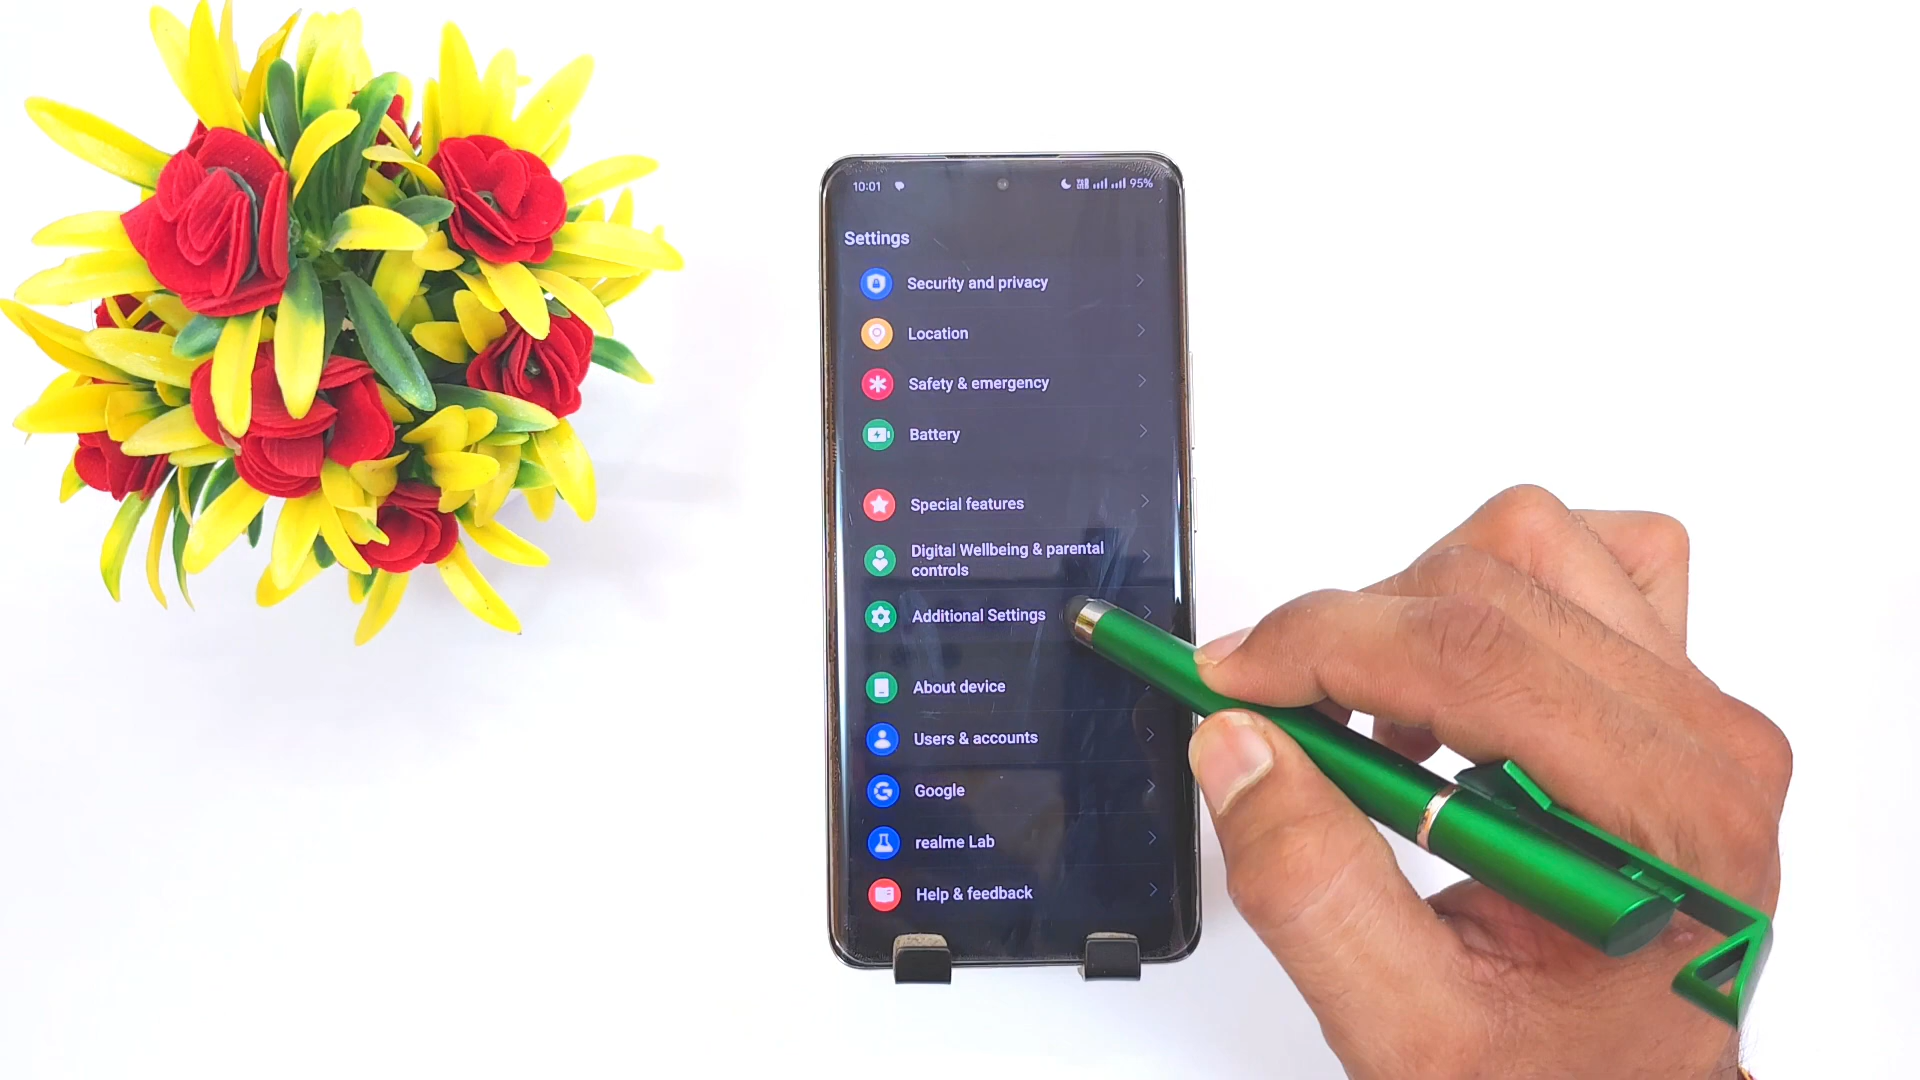 10:01 95%
Settings
Security and privacy
Location
Safety & emergency
Battery
Special features
Digital Wellbeing & parental
controls
Additional Settings
About device
Users & accounts
Google
realme Lab
Help & feedback